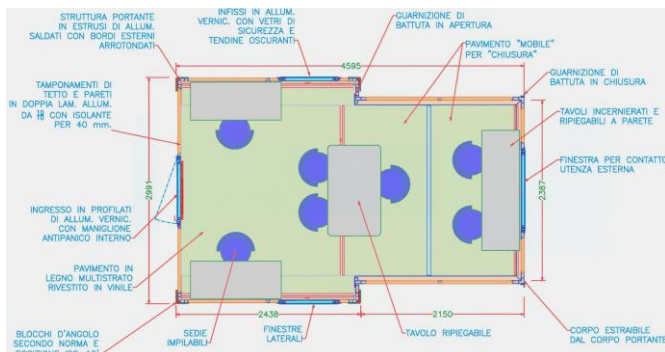 STRUTTURA PORTANTE
IN ESTRUSI DI ALLUM.
SALDATI CON BORDI ESTERNI
ARROTONDATI
INFISSI IN ALLUM.
VERNIC. CON VETRI DI
SICUREZZA E
TENDINE OSCURANTI
GUARNIZIONE DI
BATTUTA IN APERTURA
PAVIMENTO "MOBILE"
PER "CHIUSURA"
GUARNIZIONE DI
BATTUTA IN CHIUSURA
4595
TAMPONAMENTI DI
TETTO E PARETI
IN DOPPIA LAM. ALLUM.
DA CON ISOLANTE
PER 40 mm.
TAVOLI INCERNIERATI E
RIPIEGABILI A PARETE
2991
2387
FINESTRA PER CONTATTO
UTENZA ESTERNA
INGRESSO IN PROFILATI
DI ALLUM. VERNIC.
CON MANIGLIONE
ANTIPANICO INTERNO
PAVIMENTO IN
LEGNO MULTISTRATO
RIVESTITO IN VINILE
2438
2150
BLOCCHI D'ANGOLO
SECONDO NORMA E
SEDIE
IMPILABILI
FINESTRE
LATERALI
TAVOLO RIPIEGABILE
CORPO ESTRAIBILE
DAL CORPO PORTANTE